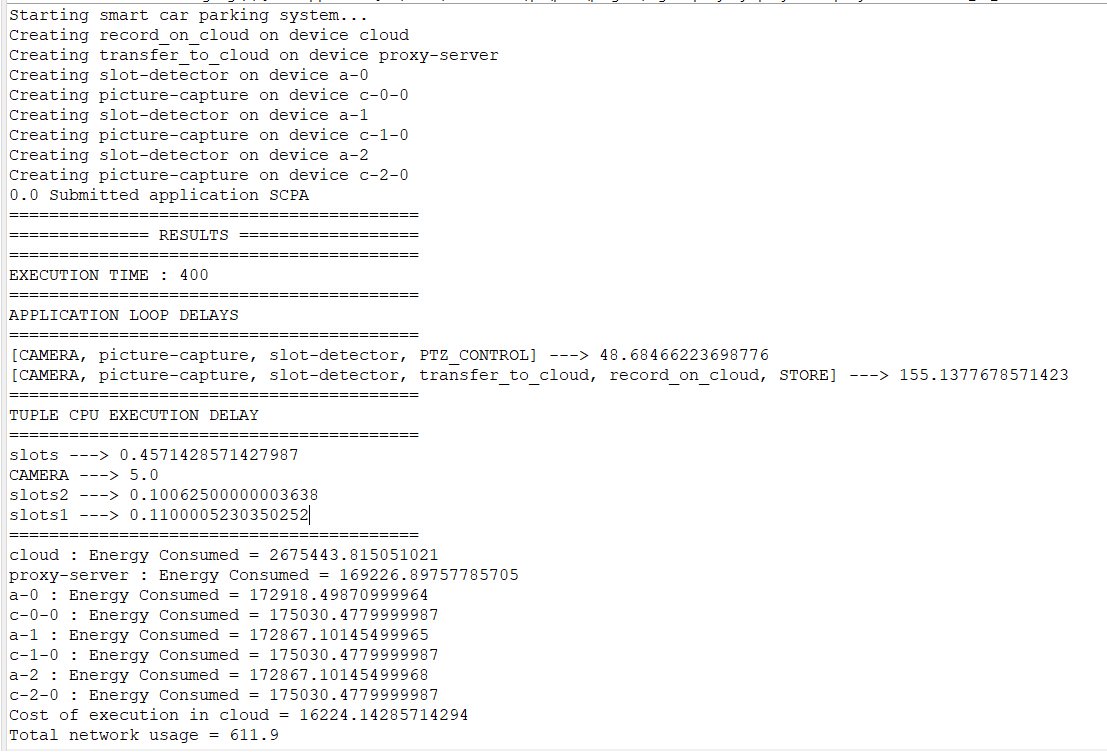 Starting smart car parking system...
Creating record_on_cloud on device cloud
Creating transfer_to_cloud on device proxy-server
Creating slot-detector on device a-0
Creating picture-capture on device c-0-0
Creating slot-detector on device a-1
Creating picture-capture on device c-1-0
Creating slot-detector on device a-2
Creating picture-capture on device c-2-0
0.0 Submitted application SCPA
=========================================
============== RESULTS ==================
=========================================
EXECUTION TIME : 400
=========================================
APPLICATION LOOP DELAYS
=========================================
[CAMERA, picture-capture, slot-detector, PTZ_CONTROL] ---> 48.68466223698776
[CAMERA, picture-capture, slot-detector, transfer_to_cloud, record_on_cloud, STORE] ---> 155.1377678571423
=========================================
TUPLE CPU EXECUTION DELAY
=========================================
slots ---> 0.4571428571427987
CAMERA ---> 5.0
slots2 ---> 0.10062500000003638
slots1 ---> 0.1100005230350252
=========================================
cloud : Energy Consumed = 2675443.815051021
proxy-server : Energy Consumed = 169226.89757785705
a-0 : Energy Consumed = 172918.49870999964
c-0-0 : Energy Consumed = 175030.4779999987
a-1 : Energy Consumed = 172867.10145499965
c-1-0 : Energy Consumed = 175030.4779999987
a-2 : Energy Consumed = 172867.10145499968
c-2-0 : Energy Consumed = 175030.4779999987
Cost of execution in cloud = 16224.14285714294
Total network usage = 611.9